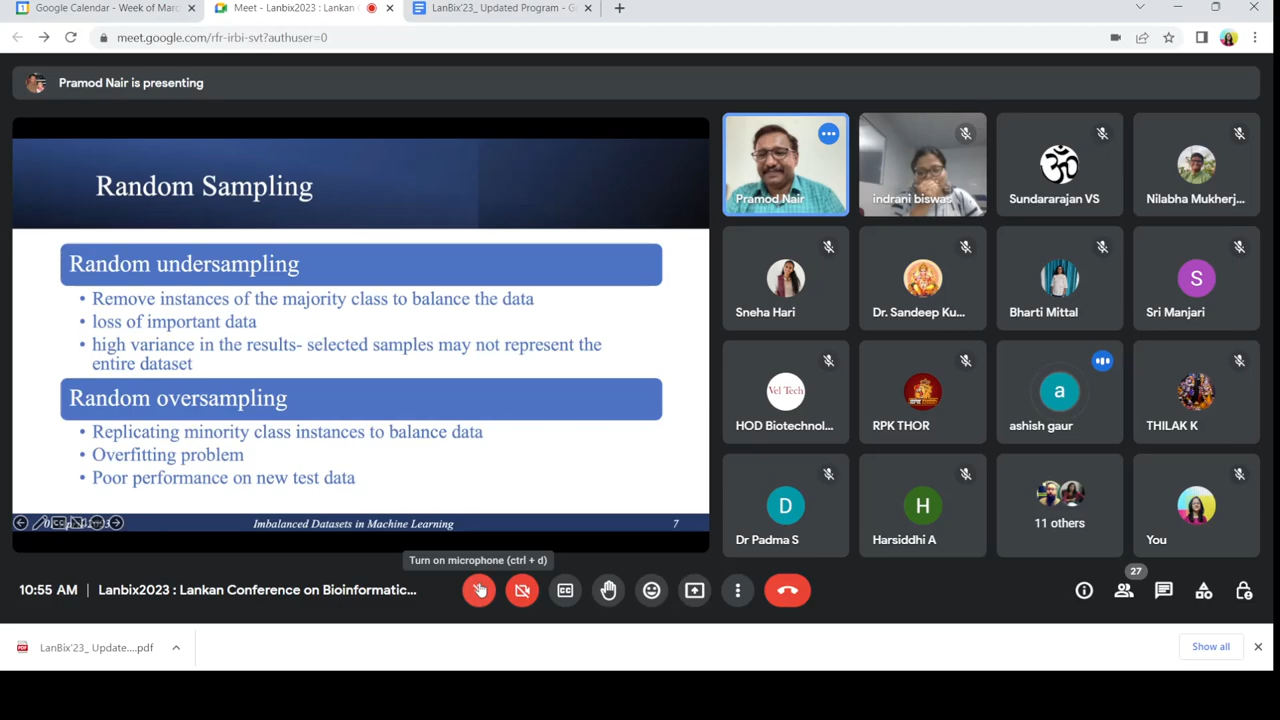 Google Calendar - Week of Marc
Meet - Lanbix2023 : Lankan C
LanBix'23_ Updated Program - G
meet.google.com/rfr-irbi-svt?authuser=0
Pramod Nair is presenting
Random Sampling
Random undersampling
• Remove instances of the majority class to balance the data
• loss of important data
• high variance in the results- selected samples may not represent the
entire dataset
Random oversampling
• Replicating minority class instances to balance data
• Overfitting problem
• Poor performance on new test data
Imbalanced Datasets in Machine Learning
7
Pramod Nair
indrani biswas
Sundararajan VS
Nilabha Mukherj...
Sneha Hari
Dr. Sandeep Ku...
Bharti Mittal
S
Sri Manjari
Vel Tech
HOD Biotechnol...
RPK THOR
a
ashish gaur
THILAK K
D
Dr Padma S
H
Harsiddhi A
11 others
You
Turn on microphone (ctrl + d)
27
10:55 AM | Lanbix2023 : Lankan Conference on Bioinformatic...
LanBix'23_ Update....pdf
Show all